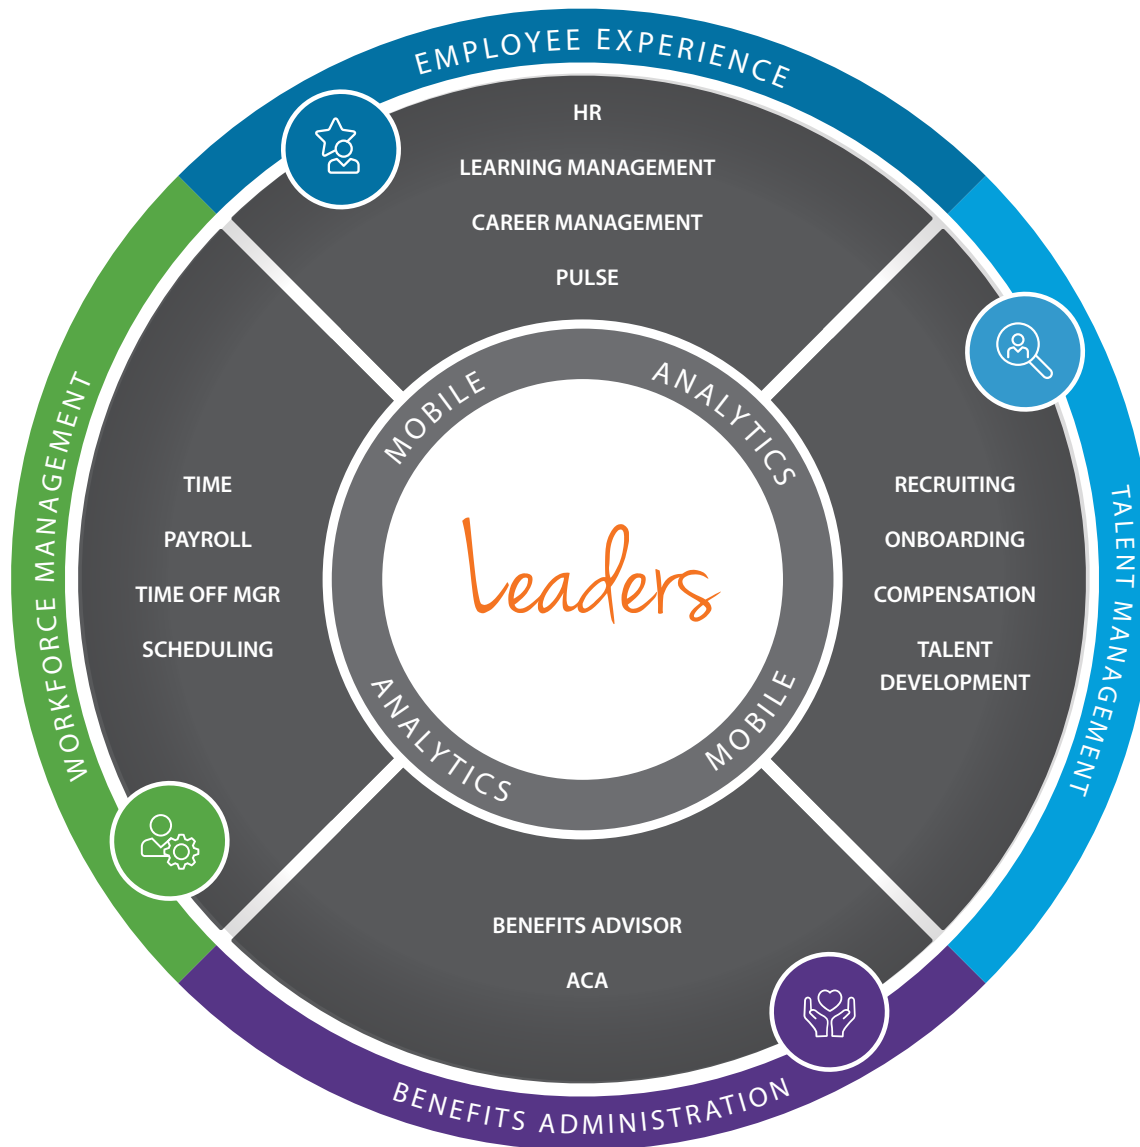 EMPLOYEE EXPERIENCE
HR
LEARNING MANAGEMENT
CAREER MANAGEMENT
PULSE
TALENT MANAGEMENT
RECRUITING
ONBOARDING
COMPENSATION
TALENT
DEVELOPMENT
BENEFITS ADMINISTRATION
BENEFITS ADVISOR
ACA
WORKFORCE MANAGEMENT
TIME
PAYROLL
TIME OFF MGR
SCHEDULING
MOBILE
ANALYTICS
MOBILE
ANALYTICS
Leaders